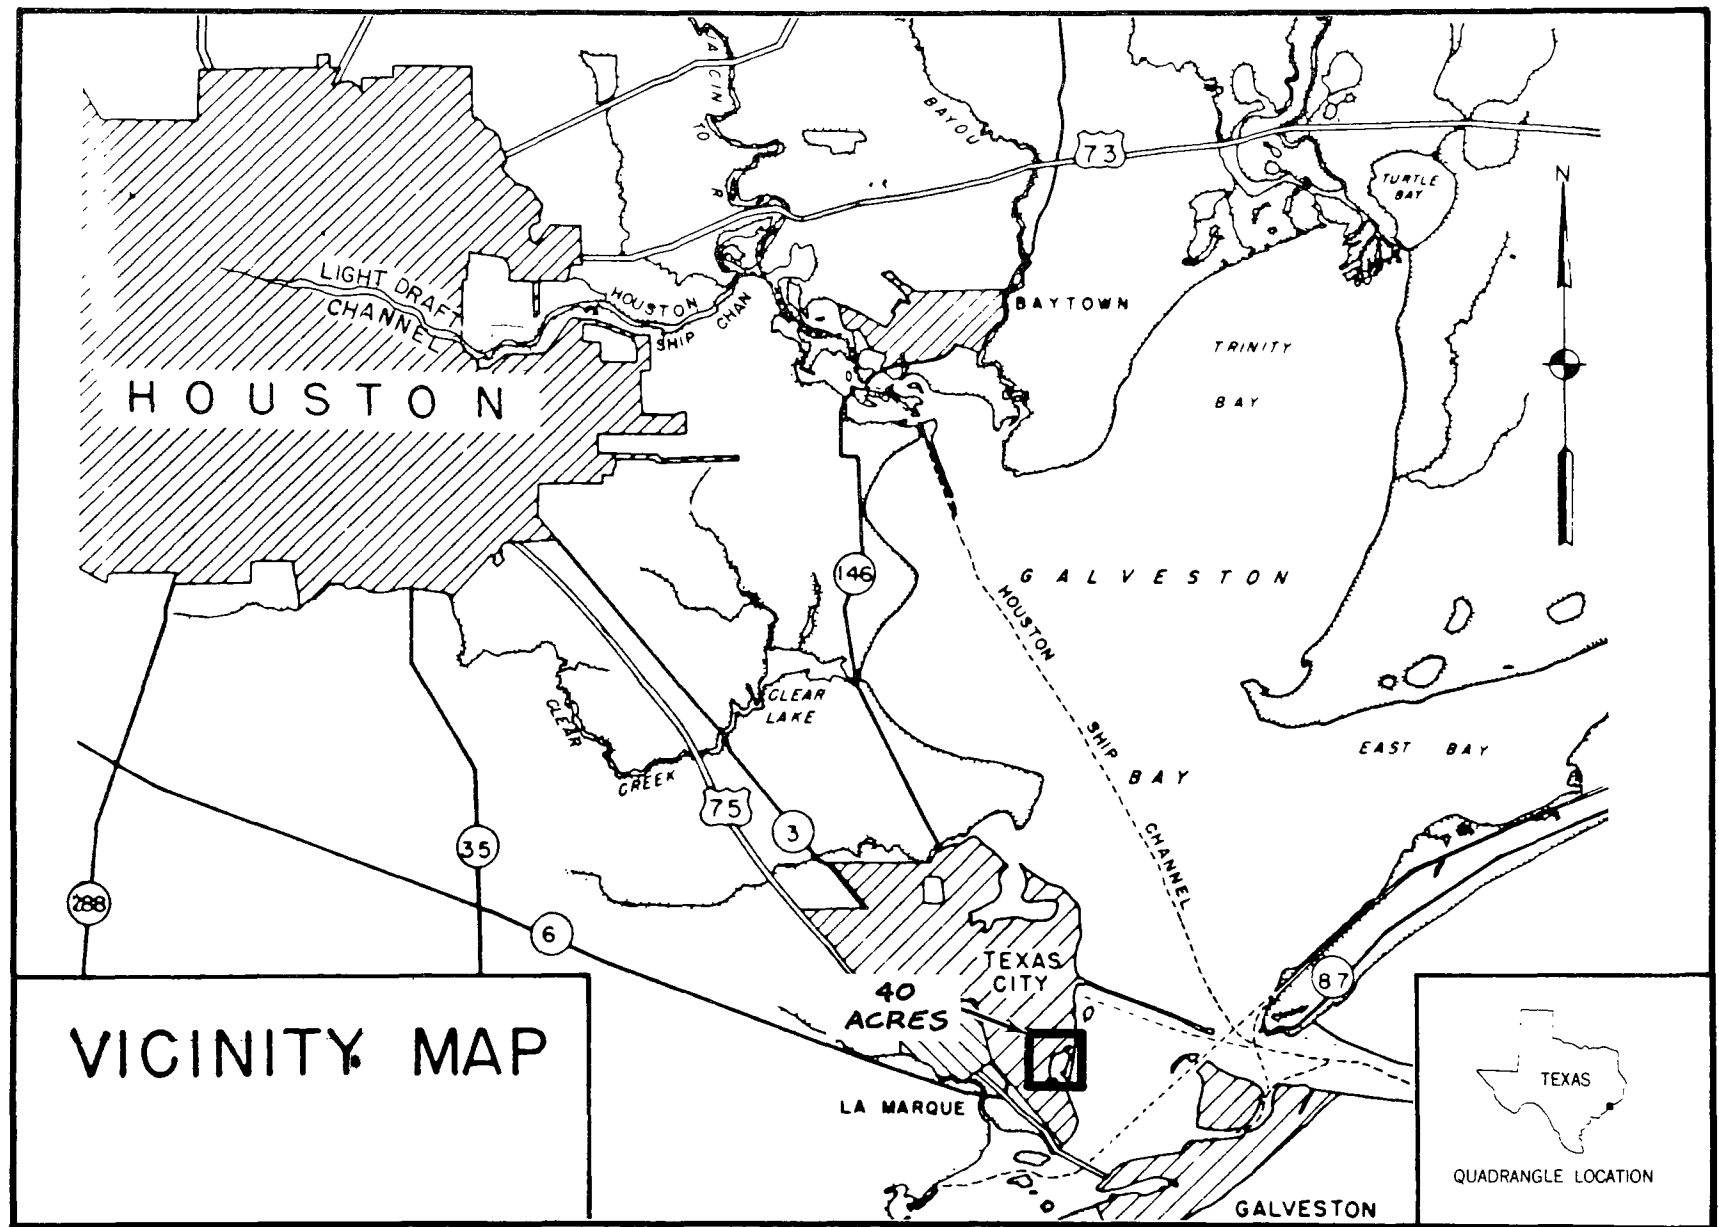 JACINTO R
BAYOU
73
N
TURTLE
BAY
LIGHT DRAFT
CHANNEL
HOUSTON
SHIP CHAN
BAYTOWN
TRINITY
BAY
HOUSTON
146
GALVESTON
BAY
HOUSTON SHIP CHANNEL
CLEAR
LAKE
CLEAR
CREEK
EAST BAY
75
3
35
288
6
TEXAS
CITY
87
40
ACRES
VICINITY MAP
LA MARQUE
TEXAS
QUADRANGLE LOCATION
GALVESTON